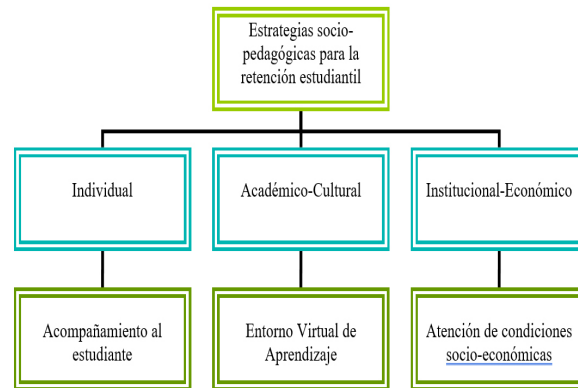 Estrategias socio-
pedagógicas para la
retención estudiantil
Individual
Académico-Cultural
Institucional-Económico
Acompañamiento al
estudiante
Entorno Virtual de
Aprendizaje
Atención de condiciones
socio-económicas